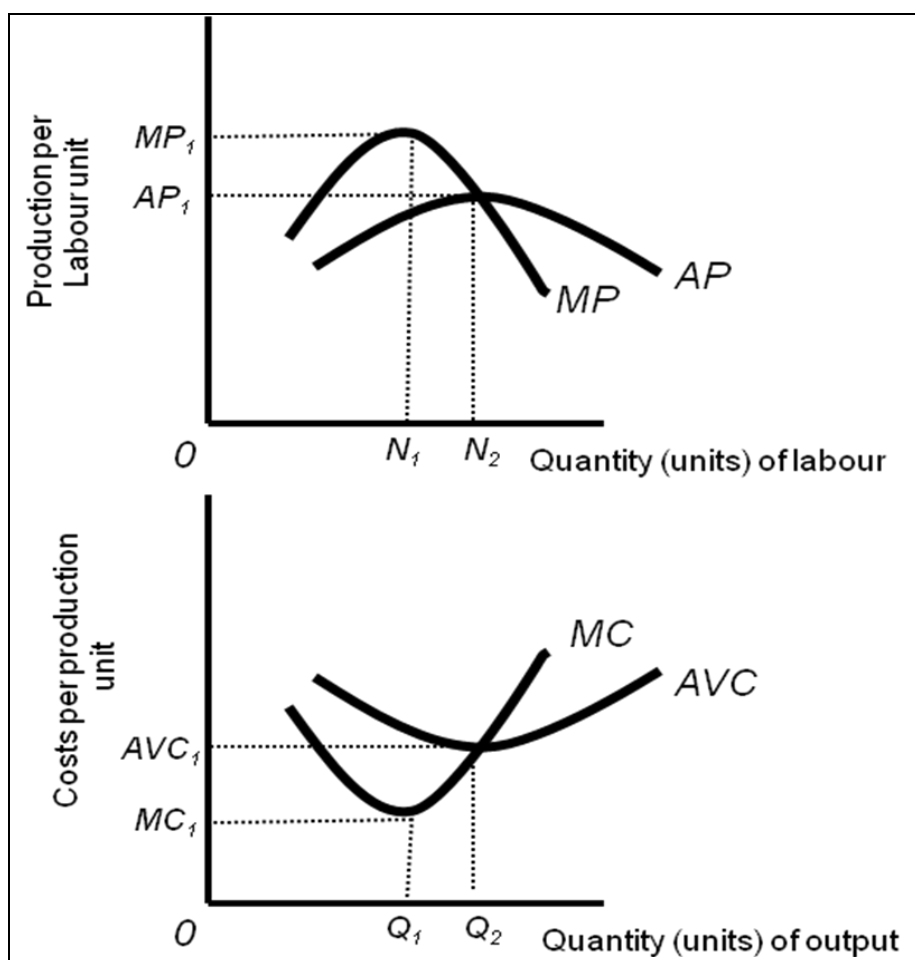 Production per
Labour unit
MP₁
AP₁
MP
AP
0
N₁
N₂
Quantity (units) of labour
Costs per production
unit
MC
AVC
AVC₁
MC₁
0
Q₁
Q₂
Quantity (units) of output